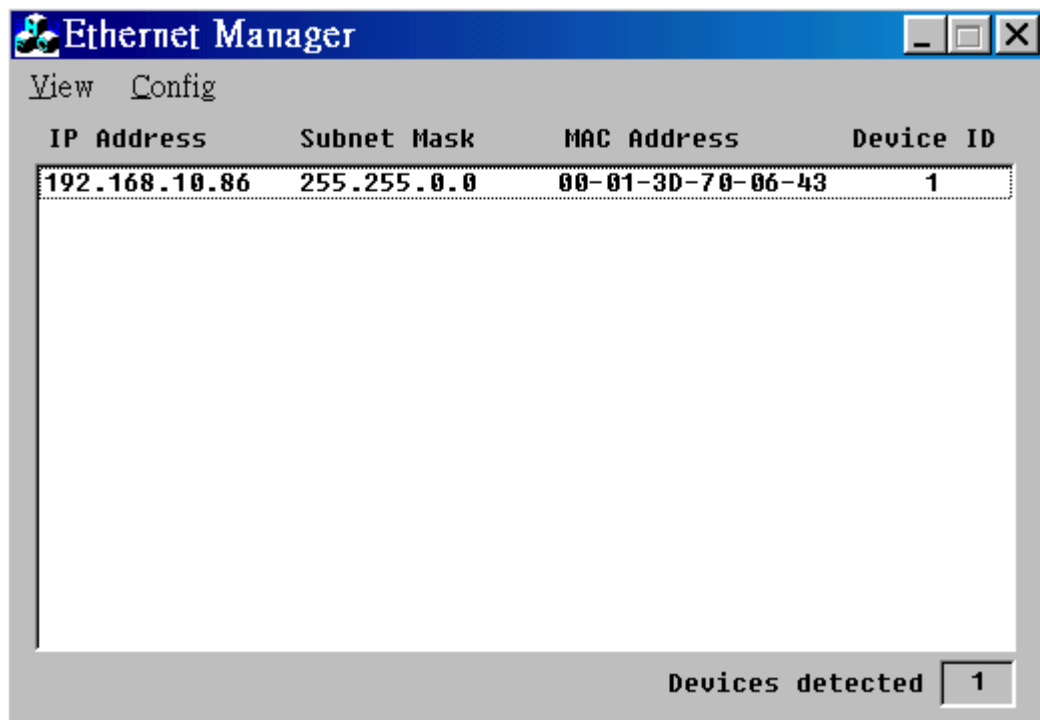 Ethernet Manager
View Config
IP Address Subnet Mask MAC Address Device ID
192.168.10.86 255.255.0.0 00-01-3D-70-06-43 1
Devices detected 1